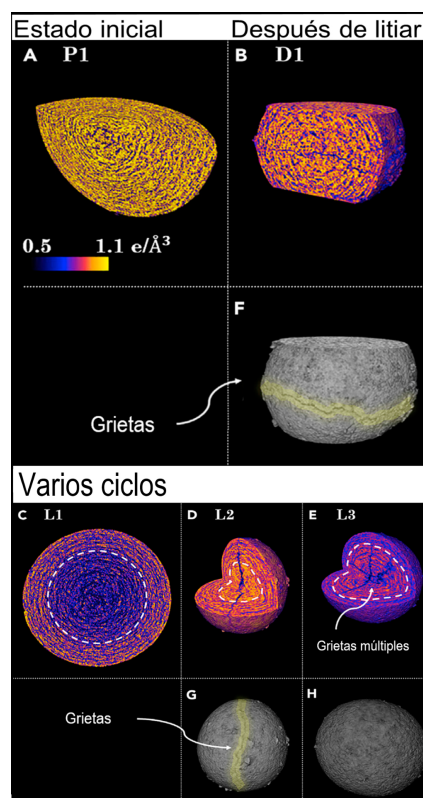 Estado inicial
Después de litiar
A P1
B D1
0.5 1.1 e/Å³
F
Grietas
Varios ciclos
C L1
D L2
E L3
Grietas múltiples
G
H
Grietas